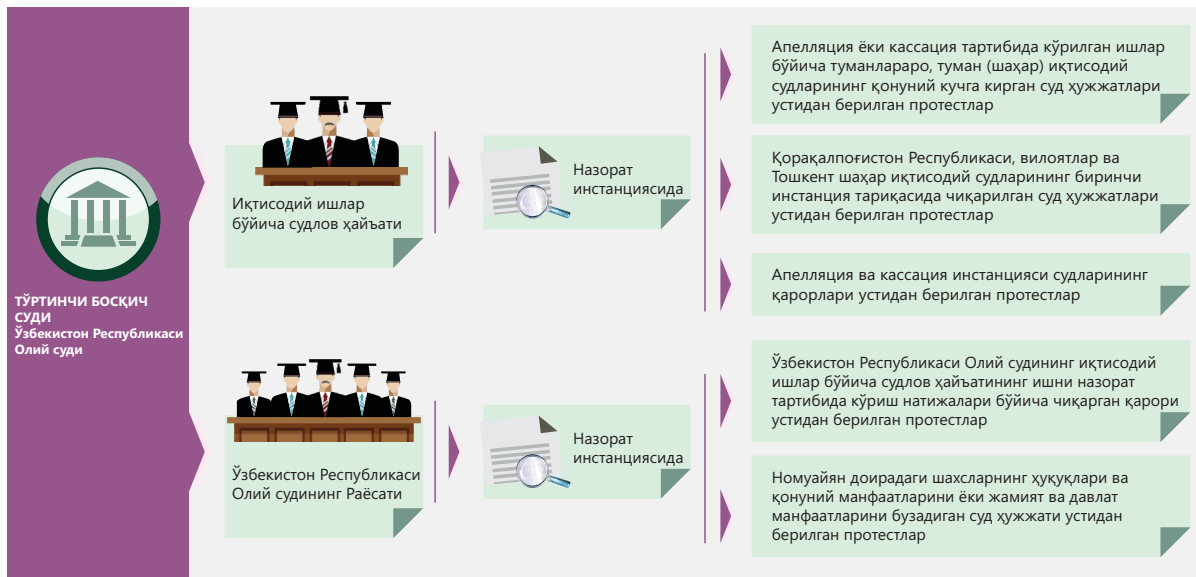 ТЎРТИНЧИ БОСҚИЧ
СУДИ
Ўзбекистон Республикаси
Олий суди
Иқтисодий ишлар
бўйича судлов ҳайъати
Назорат
инстанциясида
Апелляция ёки кассация тартибида кўрилган ишлар
бўйича туманлараро, туман (шаҳар) иқтисодий
судларининг қонуний кучга кирган суд ҳужжатлари
устидан берилган протестлар
Қорақалпоғистон Республикаси, вилоятлар ва
Тошкент шаҳар иқтисодий судларининг биринчи
инстанция тариқасида чиқарилган суд ҳужжатлари
устидан берилган протестлар
Апелляция ва кассация инстанцияси судларининг
қарорлари устидан берилган протестлар
Ўзбекистон Республикаси
Олий судининг Раёсати
Назорат
инстанциясида
Ўзбекистон Республикаси Олий судининг иқтисодий
ишлар бўйича судлов ҳайъатининг ишни назорат
тартибида кўриш натижалари бўйича чиқарган қарори
устидан берилган протестлар
Номуайян доирадаги шахсларнинг ҳуқуқлари ва
қонуний манфаатларини ёки жамият ва давлат
манфаатларини бузадиган суд ҳужжати устидан
берилган протестлар